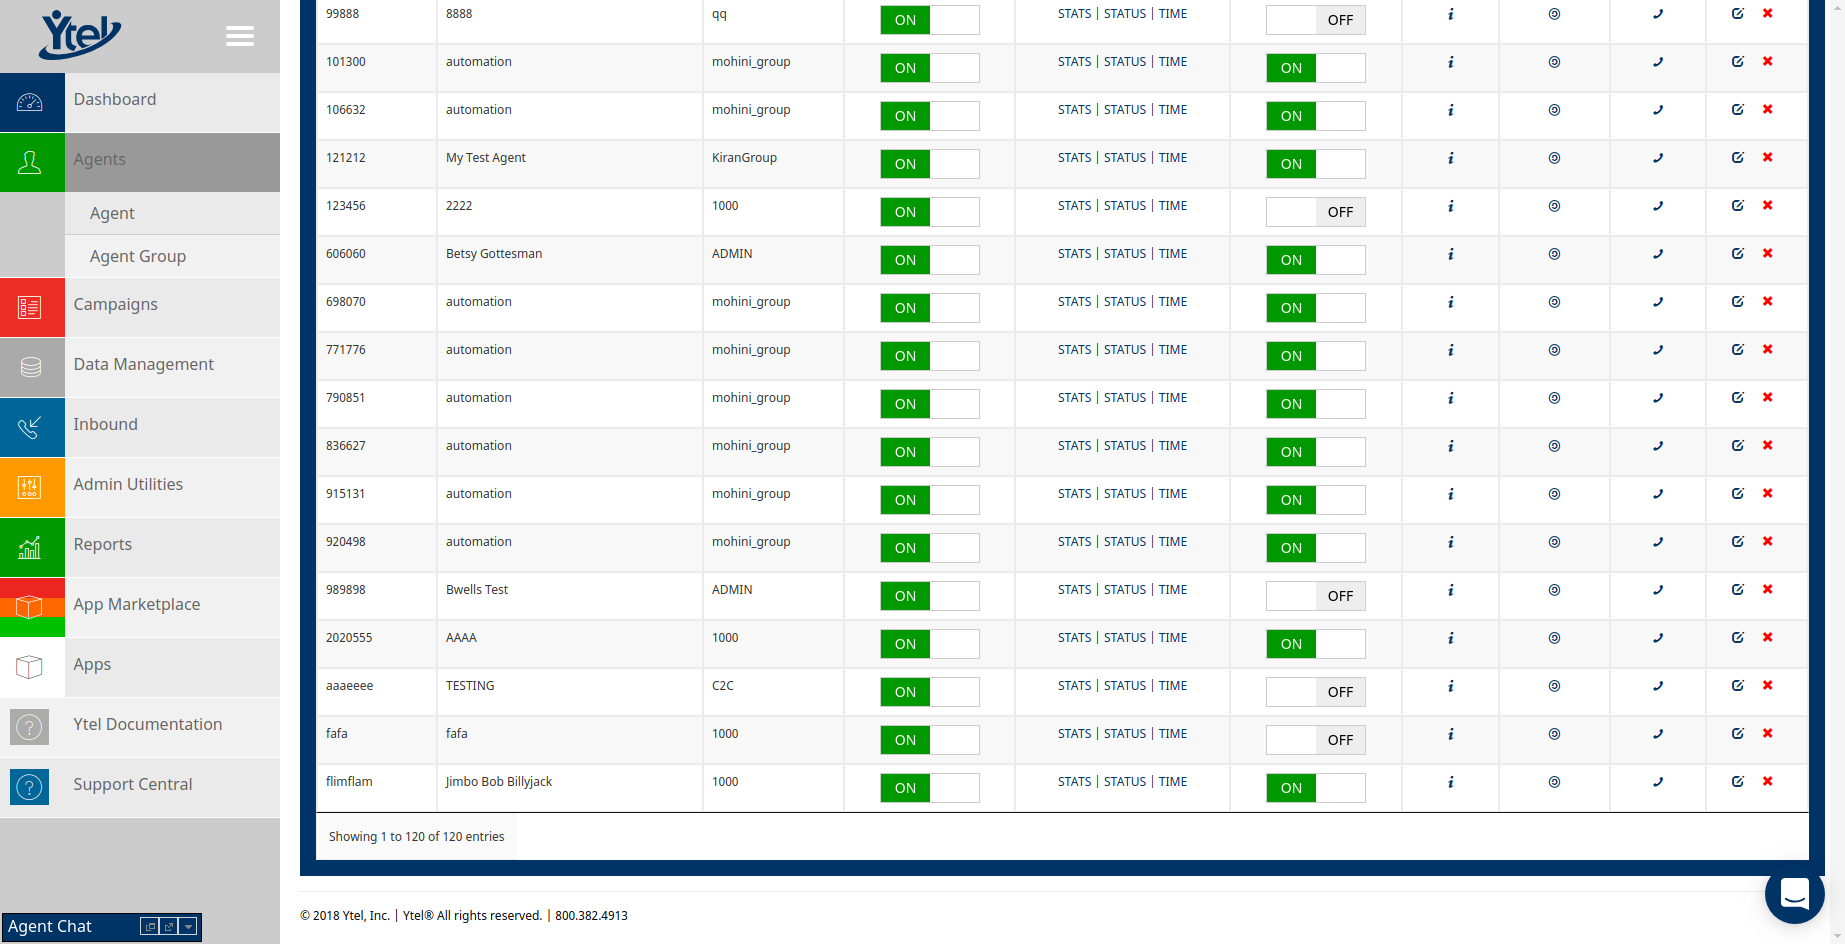 Ytel
Dashboard
Agents
Agent
Agent Group
Campaigns
Data Management
Inbound
Admin Utilities
Reports
App Marketplace
Apps
? Ytel Documentation
? Support Central
Agent Chat
99888 8888 qq ON STATS | STATUS | TIME OFF i
101300 automation mohini_group ON STATS | STATUS | TIME ON i
106632 automation mohini_group ON STATS | STATUS | TIME ON i
121212 My Test Agent KiranGroup ON STATS | STATUS | TIME ON i
123456 2222 1000 ON STATS | STATUS | TIME OFF i
606060 Betsy Gottesman ADMIN ON STATS | STATUS | TIME ON i
698070 automation mohini_group ON STATS | STATUS | TIME ON i
771776 automation mohini_group ON STATS | STATUS | TIME ON i
790851 automation mohini_group ON STATS | STATUS | TIME ON i
836627 automation mohini_group ON STATS | STATUS | TIME ON i
915131 automation mohini_group ON STATS | STATUS | TIME ON i
920498 automation mohini_group ON STATS | STATUS | TIME ON i
989898 Bwells Test ADMIN ON STATS | STATUS | TIME OFF i
2020555 AAAA 1000 ON STATS | STATUS | TIME ON i
aaaeeee TESTING C2C ON STATS | STATUS | TIME OFF i
fafa fafa 1000 ON STATS | STATUS | TIME OFF i
flimflam Jimbo Bob Billyjack 1000 ON STATS | STATUS | TIME ON i
Showing 1 to 120 of 120 entries
© 2018 Ytel, Inc. | Ytel® All rights reserved. | 800.382.4913